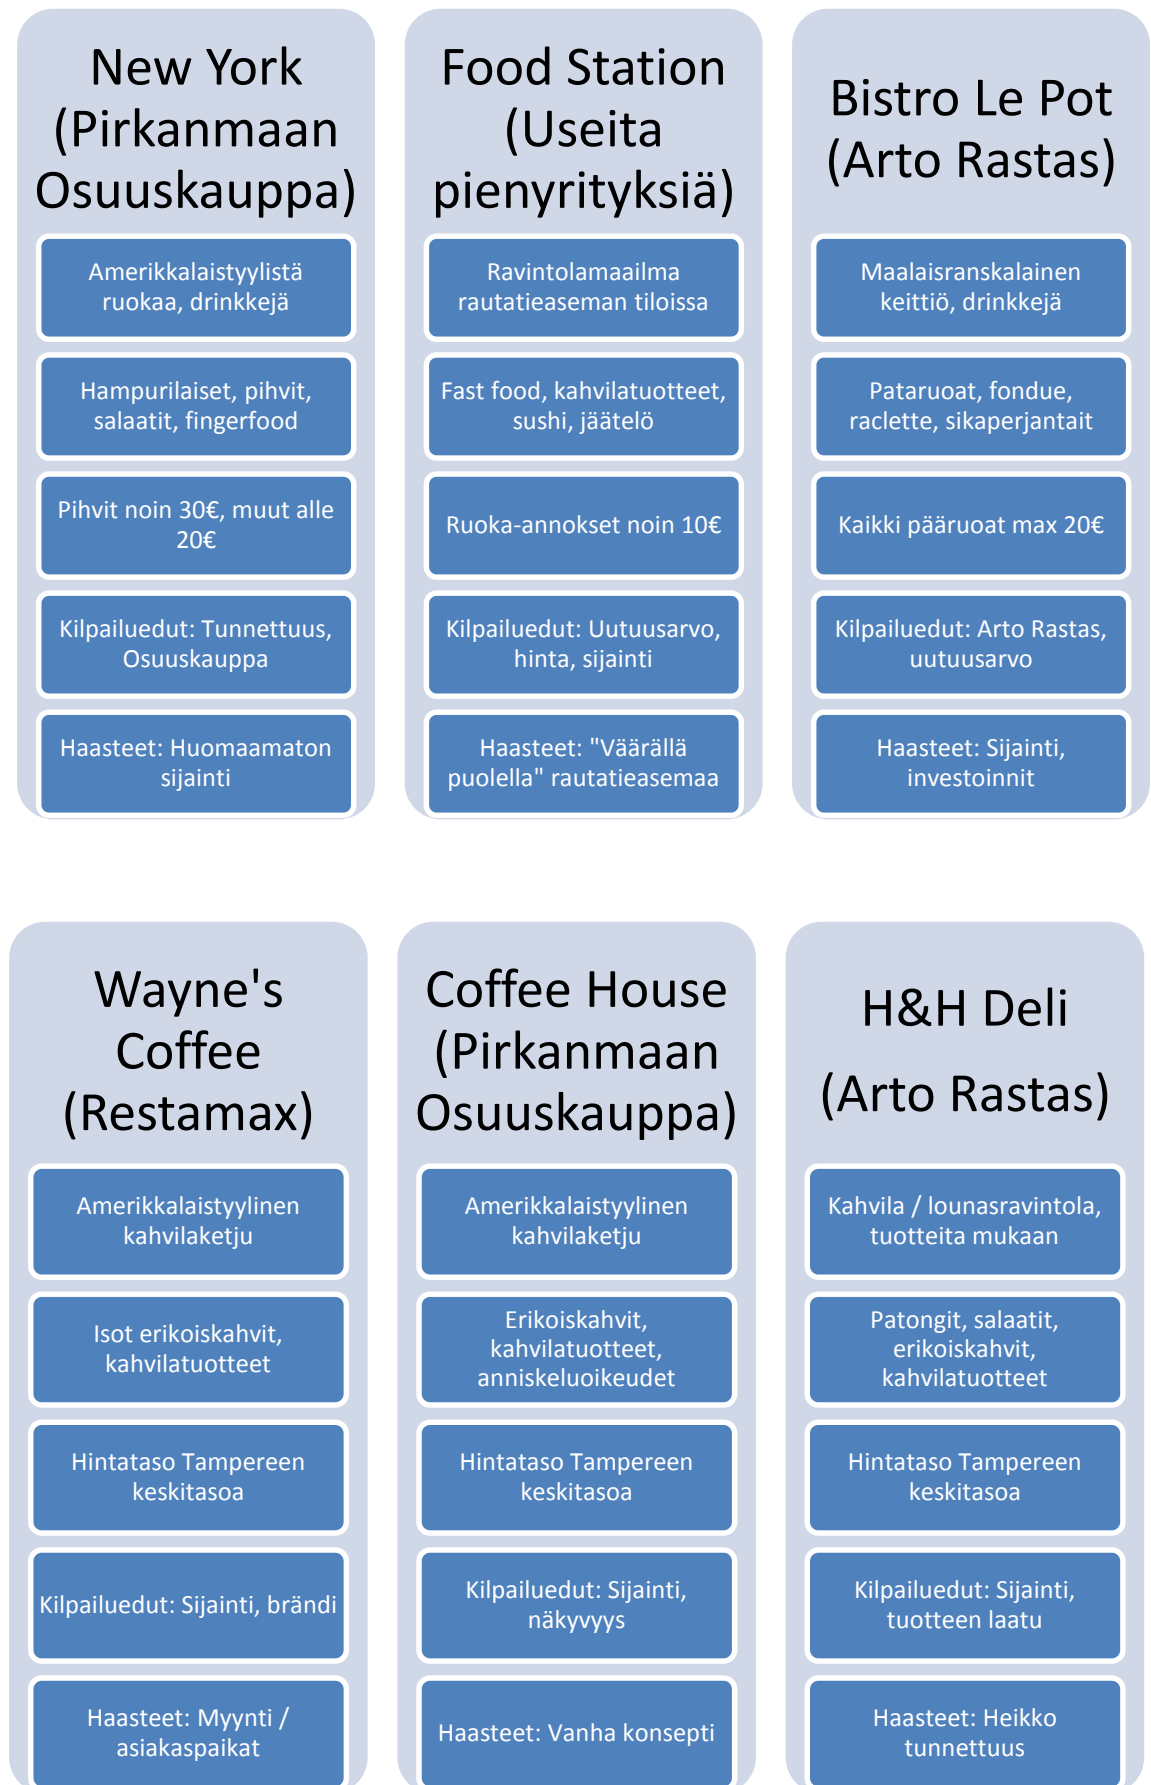 New York
(Pirkanmaan
Osuuskauppa)
Amerikkalaistyylistä
ruokaa, drinkkejä
Hampurilaiset, pihvit,
salaatit, fingerfood
Pihvit noin 30€, muut alle
20€
Kilpailuedut: Tunnettuus,
Osuuskauppa
Haasteet: Huomaamaton
sijainti
Food Station
(Useita
pienyrityksiä)
Ravintolamaailma
rautatieaseman tiloissa
Fast food, kahvilatuotteet,
sushi, jäätelö
Ruoka-annokset noin 10€
Kilpailuedut: Uutuusarvo,
hinta, sijainti
Haasteet: "Väärällä
puolella" rautatieasemaa
Bistro Le Pot
(Arto Rastas)
Maalaisranskalainen
keittiö, drinkkejä
Pataruoat, fondue,
raclette, sikaperjantait
Kaikki pääruoat max 20€
Kilpailuedut: Arto Rastas,
uutuusarvo
Haasteet: Sijainti,
investoinnit
Wayne's
Coffee
(Restamax)
Amerikkalaistyylinen
kahvilaketju
Isot erikoiskahvit,
kahvilatuotteet
Hintataso Tampereen
keskitasoa
Kilpailuedut: Sijainti, brändi
Haasteet: Myynti /
asiakaspaikat
Coffee House
(Pirkanmaan
Osuuskauppa)
Amerikkalaistyylinen
kahvilaketju
Erikoiskahvit,
kahvilatuotteet,
anniskeluoikeudet
Hintataso Tampereen
keskitasoa
Kilpailuedut: Sijainti,
näkyvyys
Haasteet: Vanha konsepti
H&H Deli
(Arto Rastas)
Kahvila / lounasravintola,
tuotteita mukaan
Patongit, salaatit,
erikoiskahvit,
kahvilatuotteet
Hintataso Tampereen
keskitasoa
Kilpailuedut: Sijainti,
tuotteen laatu
Haasteet: Heikko
tunnettuus